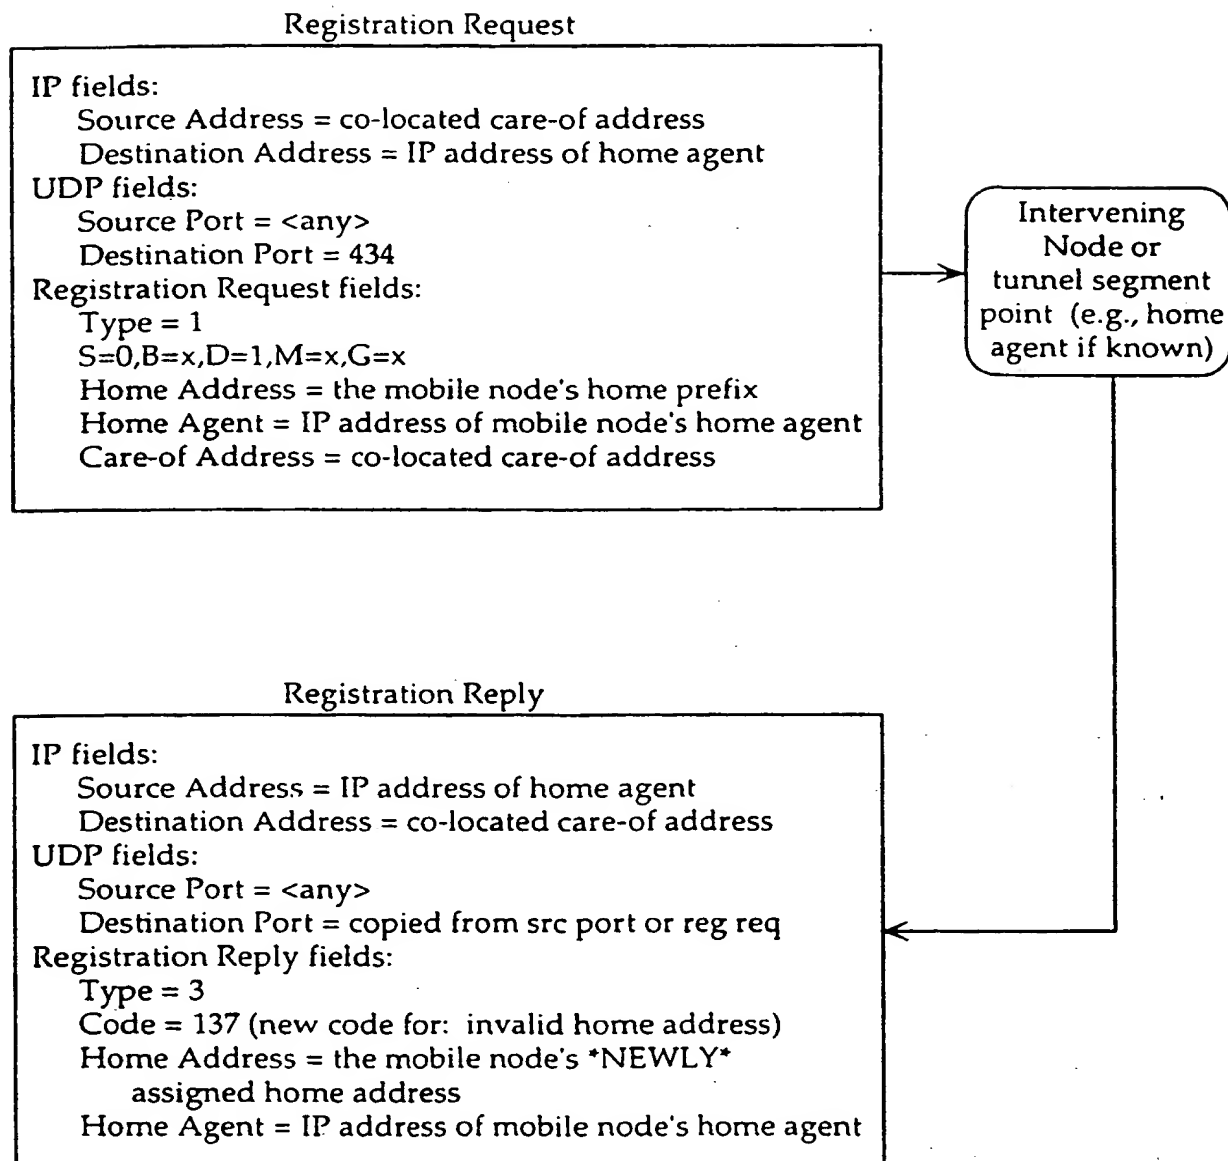 Registration Request
IP fields:
Source Address = co-located care-of address
Destination Address = IP address of home agent
UDP fields:
Source Port = <any>
Destination Port = 434
Registration Request fields:
Type = 1
S=0,B=x,D=1,M=x,G=x
Home Address = the mobile node's home prefix
Home Agent = IP address of mobile node's home agent
Care-of Address = co-located care-of address
Intervening
Node or
tunnel segment
point (e.g., home
agent if known)
Registration Reply
IP fields:
Source Address = IP address of home agent
Destination Address = co-located care-of address
UDP fields:
Source Port = <any>
Destination Port = copied from src port or reg req
Registration Reply fields:
Type = 3
Code = 137 (new code for: invalid home address)
Home Address = the mobile node's *NEWLY*
assigned home address
Home Agent = IP address of mobile node's home agent